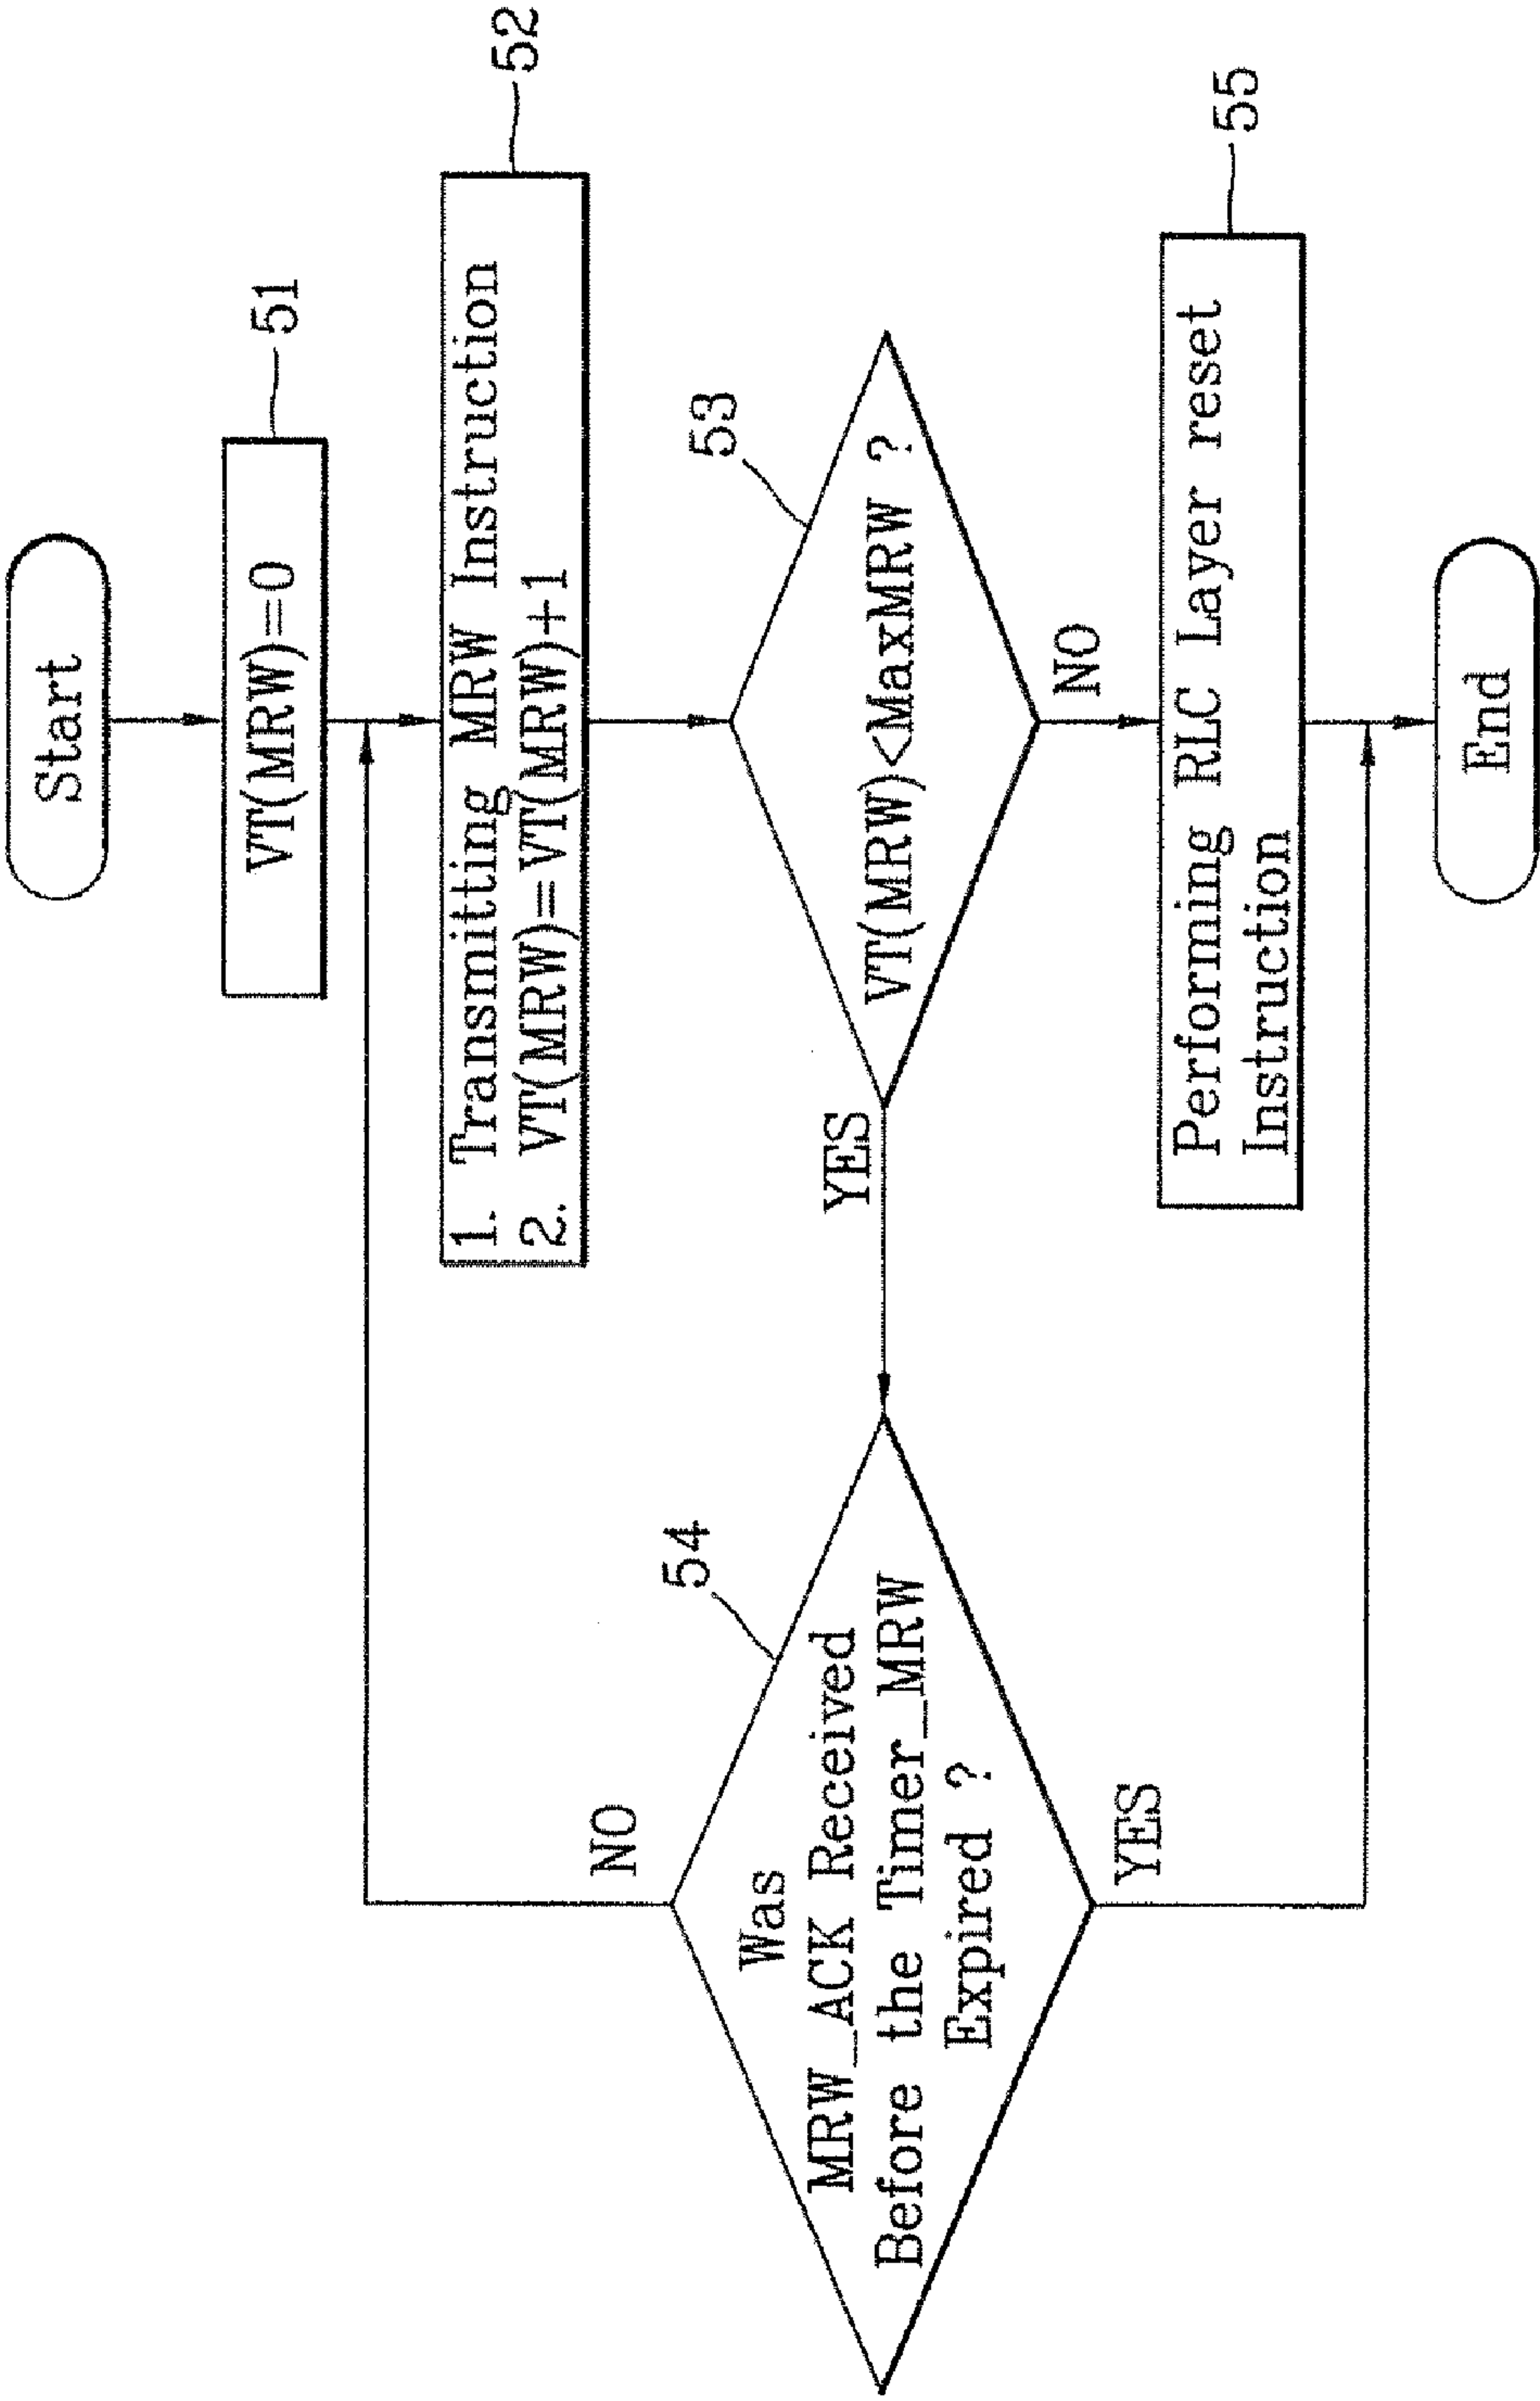 Start
51
VT(MRW)=0
52
1. Transmitting MRW Instruction
2. VT(MRW)=VT(MRW)+1
53
VT(MRW)<MaxMRW ?
YES
NO
54
Was
MRW_ACK Received
Before the Timer_MRW
Expired ?
NO
YES
55
Performing RLC Layer reset
Instruction
End